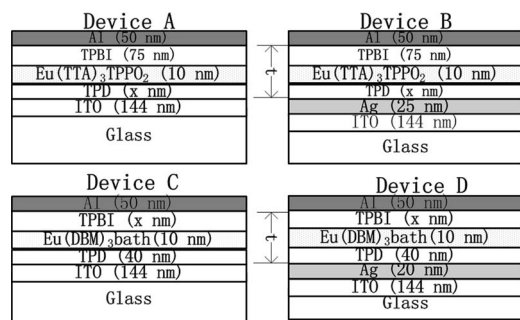 Device A
Al (50 nm)
TPBI (75 nm)
Eu(TTA)₃TPPO₂ (10 nm)
TPD (x nm)
ITO (144 nm)
Glass
Device B
Al (50 nm)
TPBI (75 nm)
Eu(TTA)₃TPPO₂ (10 nm)
TPD (x nm)
Ag (25 nm)
ITO (144 nm)
Glass
t
Device C
Al (50 nm)
TPBI (x nm)
Eu(DBM)₃bath(10 nm)
TPD (40 nm)
ITO (144 nm)
Glass
Device D
Al (50 nm)
TPBI (x nm)
Eu(DBM)₃bath(10 nm)
TPD (40 nm)
Ag (20 nm)
ITO (144 nm)
Glass
t